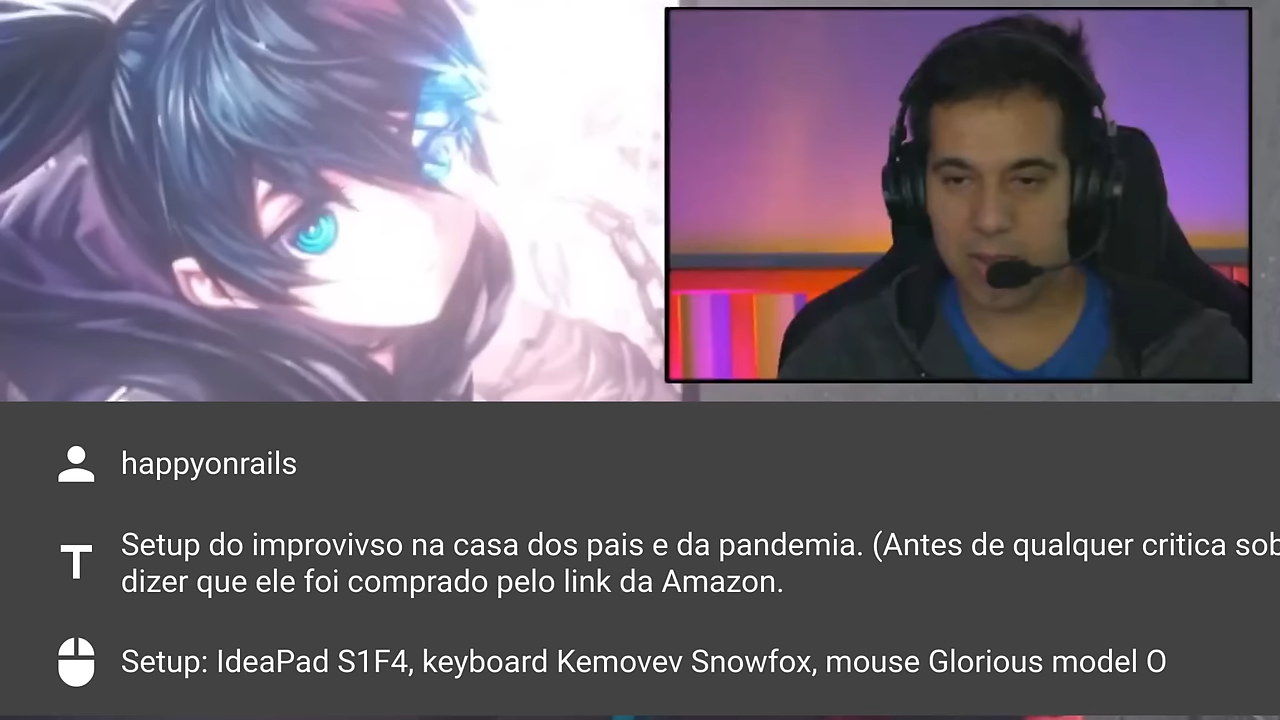 happyonrails
Setup do improvivso na casa dos pais e da pandemia. (Antes de qualquer critica
dizer que ele foi comprado pelo link da Amazon.
Setup: IdeaPad S1F4, keyboard Kemovev Snowfox, mouse Glorious model O